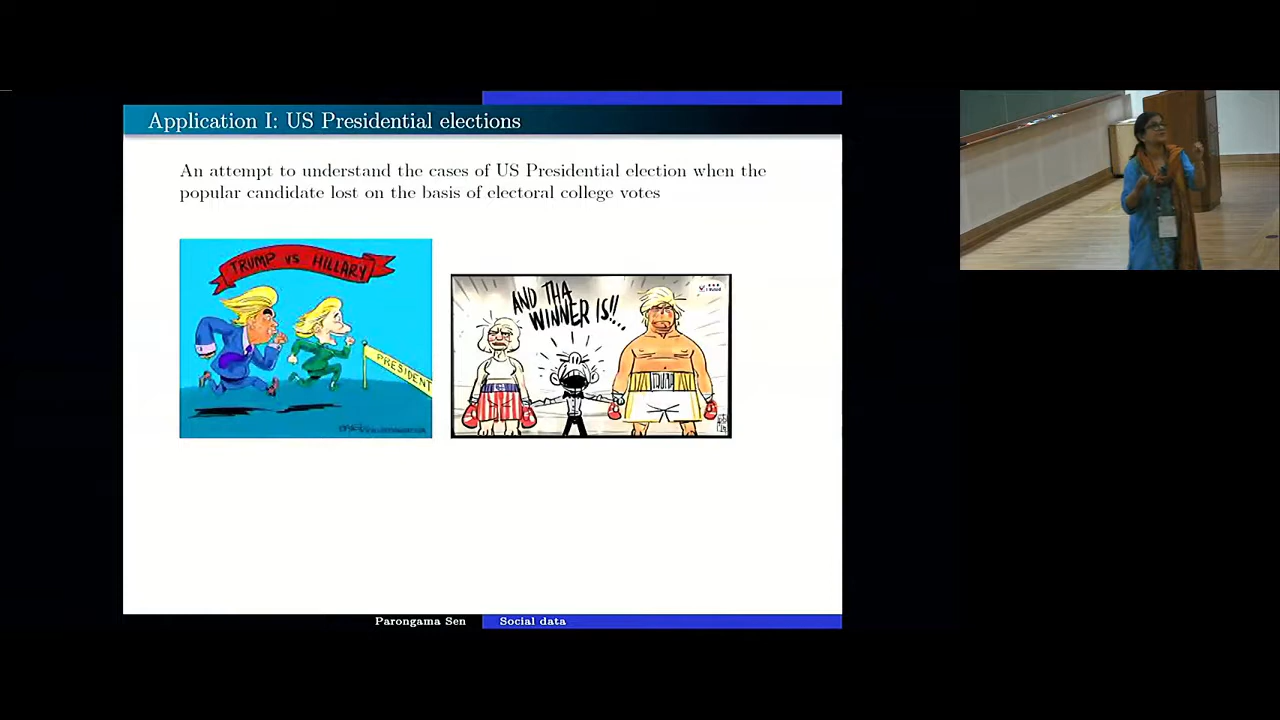 Application I: US Presidential elections
An attempt to understand the cases of US Presidential election when the
popular candidate lost on the basis of electoral college votes
TRUMP VS HILLARY
PRESIDENT
AND THA
WINNER IS!!...
I Voted
TRUMP
Parongama Sen
Social data